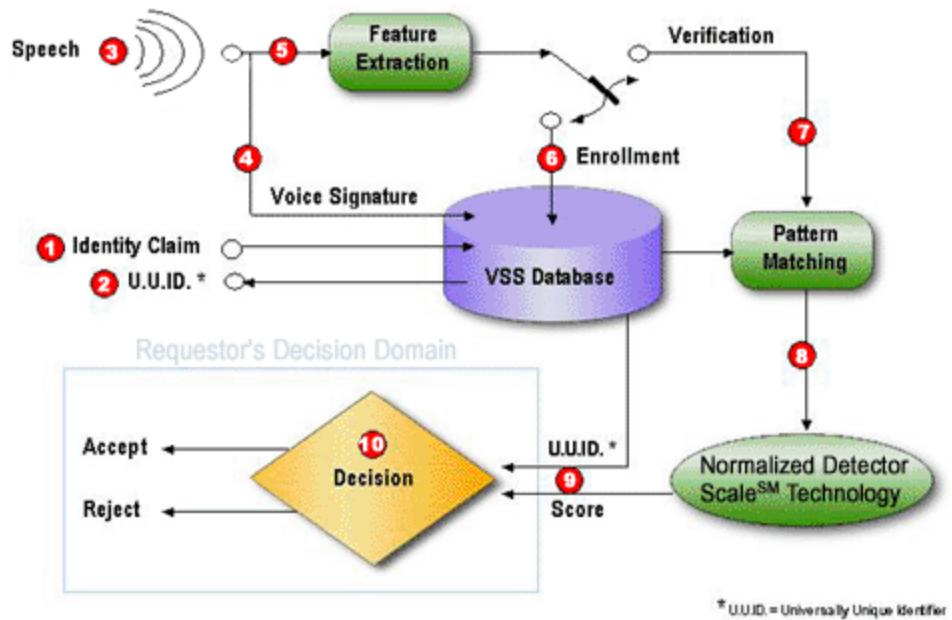 Speech
3
5
Feature
Extraction
Verification
4
6
Enrollment
7
Voice Signature
1
Identity Claim
2
U.U.ID. *
VSS Database
Pattern
Matching
Requestor's Decision Domain
8
Accept
10
Decision
Reject
U.U.ID. *
9
Score
Normalized Detector
Scale℠ Technology
* U.U.ID. = Universally Unique Identifier